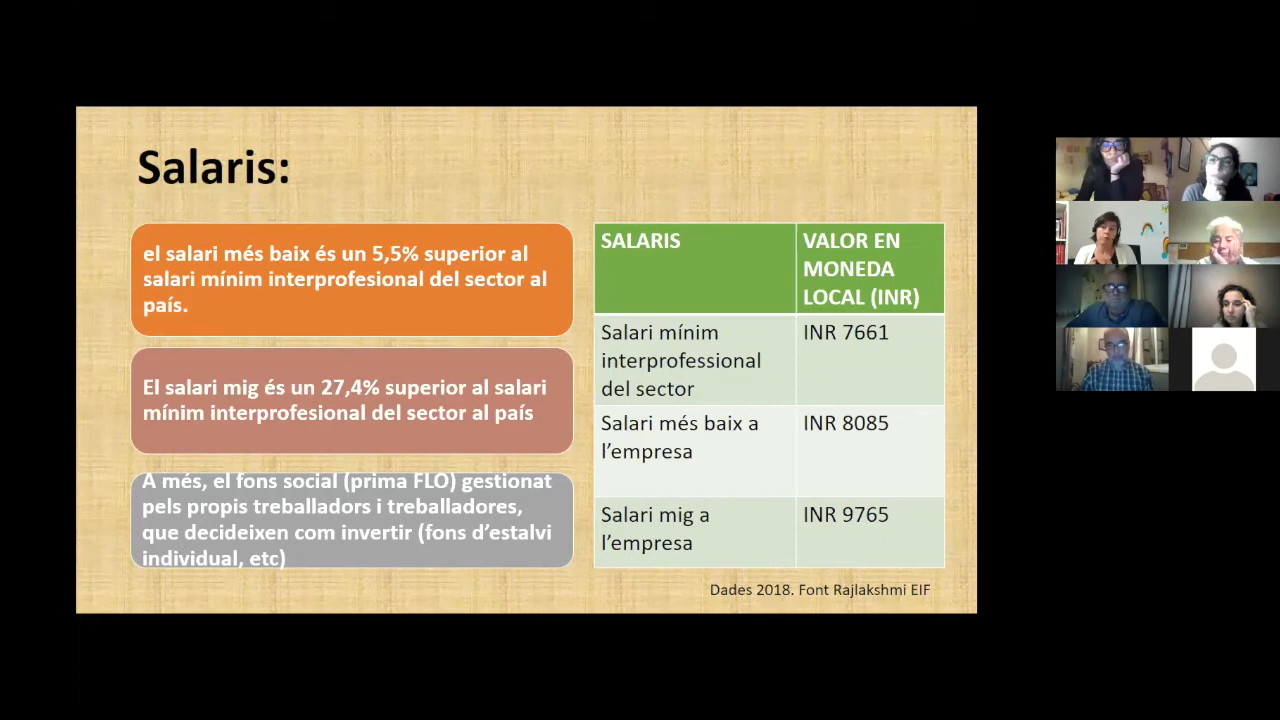 Salaris:
el salari més baix és un 5,5% superior al
salari mínim interprofesional del sector al
país.
El salari mig és un 27,4% superior al salari
mínim interprofesional del sector al país
A més, el fons social (prima FLO) gestionat
pels propis treballadors i treballadores,
que decideixen com invertir (fons d’estalvi
individual, etc)
SALARIS
VALOR EN
MONEDA
LOCAL (INR)
Salari mínim
interprofessional
del sector
INR 7661
Salari més baix a
l’empresa
INR 8085
Salari mig a
l’empresa
INR 9765
Dades 2018. Font Rajlakshmi EIF